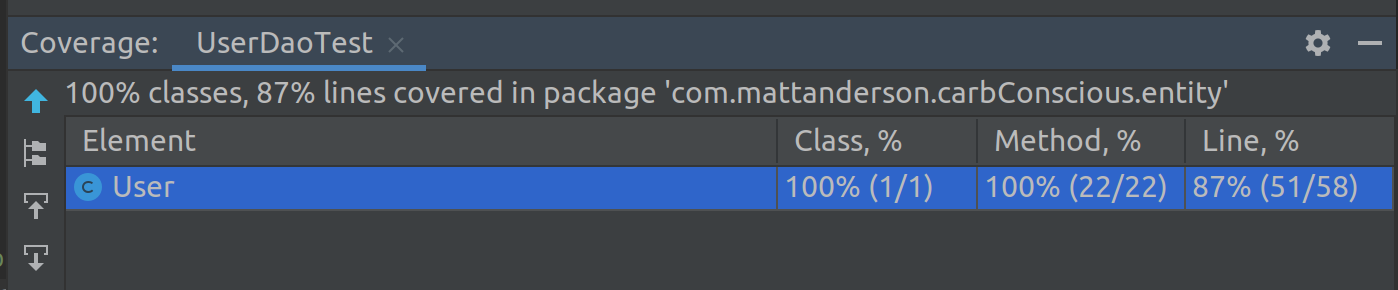 Coverage: UserDaoTest
100% classes, 87% lines covered in package 'com.mattanderson.carbConscious.entity'
Element Class, % Method, % Line, %
C User 100% (1/1) 100% (22/22) 87% (51/58)